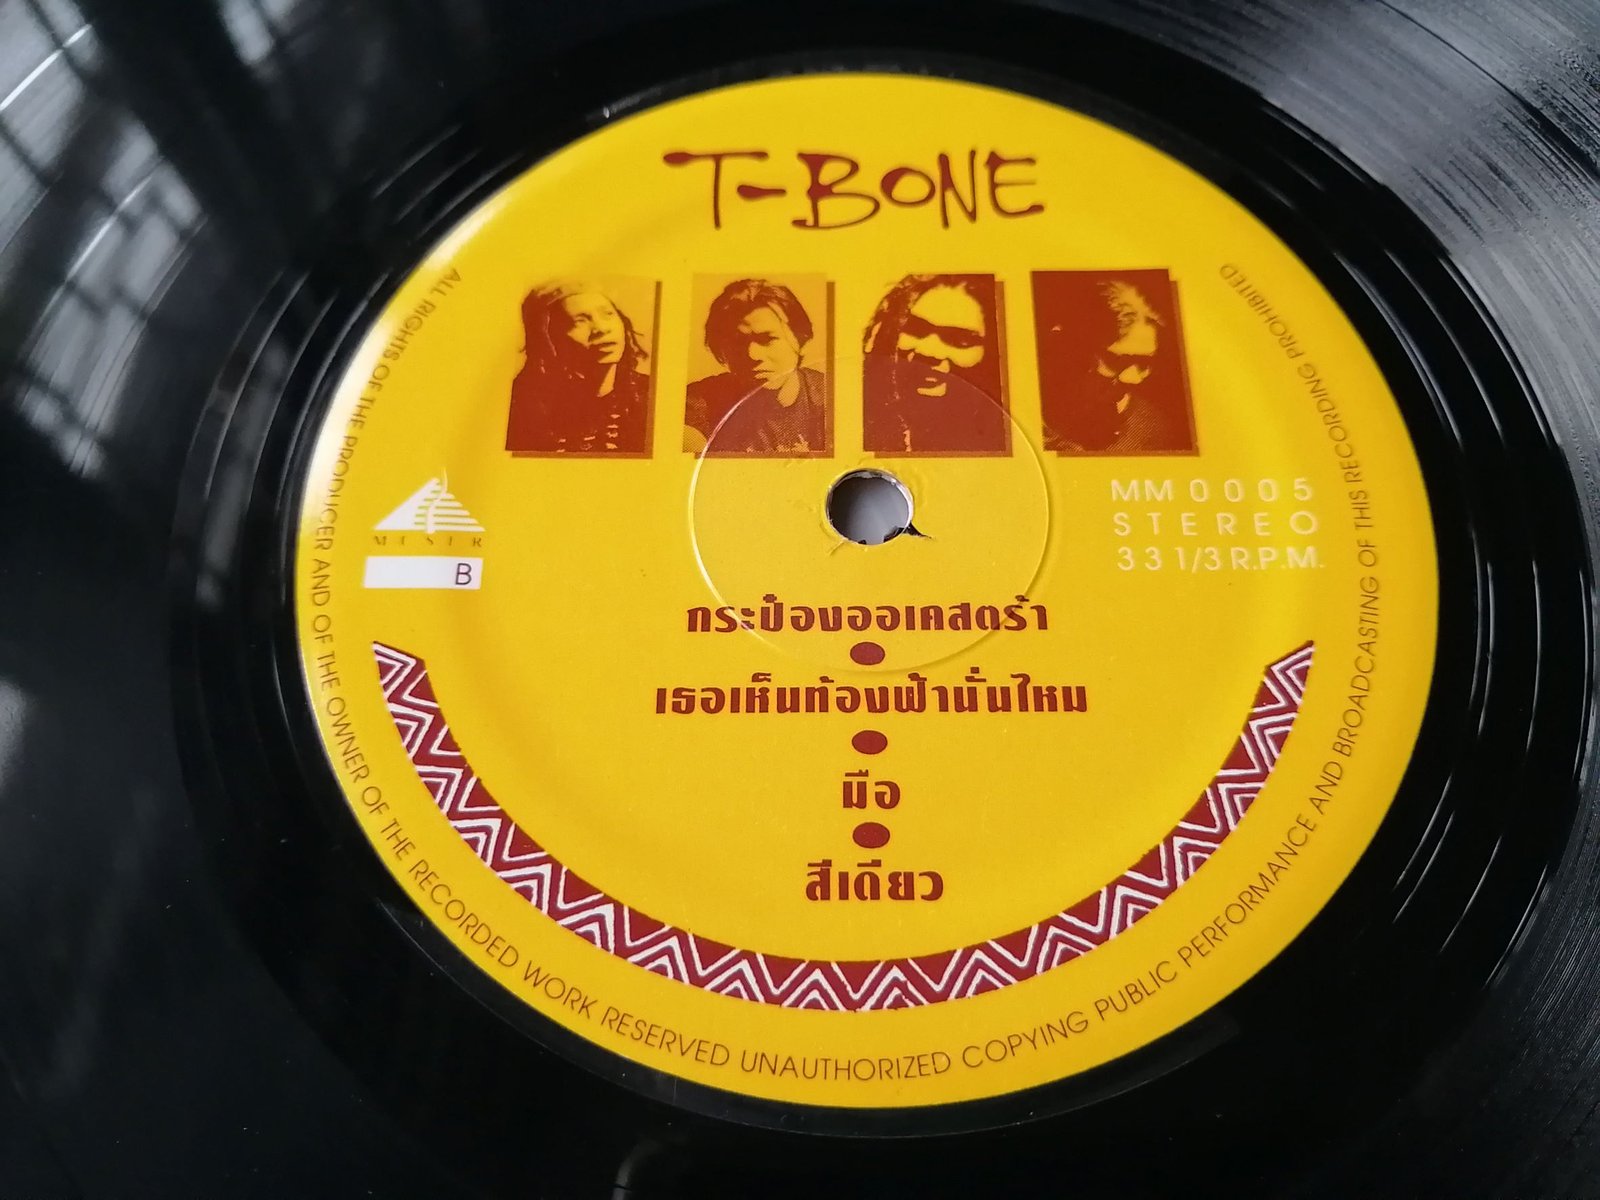 T-BONE
MUSER
B
MM 0005
STEREO
33 1/3 R.P.M.
กระป๋องออเคสตร้า
เธอเห็นท้องฟ้านั่นไหม
มือ
สีเดียว
ALL RIGHTS OF THE PRODUCER AND OF THE OWNER OF THE RECORDED WORK RESERVED UNAUTHORIZED COPYING PUBLIC PERFORMANCE AND BROADCASTING OF THIS RECORDING PROHIBITED